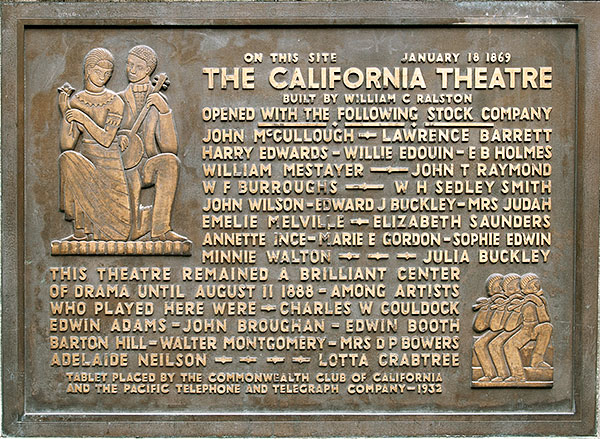 ON THIS SITE JANUARY 18 1869
THE CALIFORNIA THEATRE
BUILT BY WILLIAM C RALSTON
OPENED WITH THE FOLLOWING STOCK COMPANY
JOHN McCULLOUGH - LAWRENCE BARRETT
HARRY EDWARDS - WILLIE EDOUIN - E B HOLMES
WILLIAM MESTAYER - JOHN T RAYMOND
W F BURROUGHS - W H SEDLEY SMITH
JOHN WILSON - EDWARD J BUCKLEY - MRS JUDAH
EMELIE MELVILLE - ELIZABETH SAUNDERS
ANNETTE INCE - MARIE E GORDON - SOPHIE EDWIN
MINNIE WALTON - - - JULIA BUCKLEY
THIS THEATRE REMAINED A BRILLIANT CENTER
OF DRAMA UNTIL AUGUST 11 1888 - AMONG ARTISTS
WHO PLAYED HERE WERE - CHARLES W COULDOCK
EDWIN ADAMS - JOHN BROUGHAN - EDWIN BOOTH
BARTON HILL - WALTER MONTGOMERY - MRS D P BOWERS
ADELAIDE NEILSON - - - - LOTTA CRABTREE
TABLET PLACED BY THE COMMONWEALTH CLUB OF CALIFORNIA
AND THE PACIFIC TELEPHONE AND TELEGRAPH COMPANY - 1932